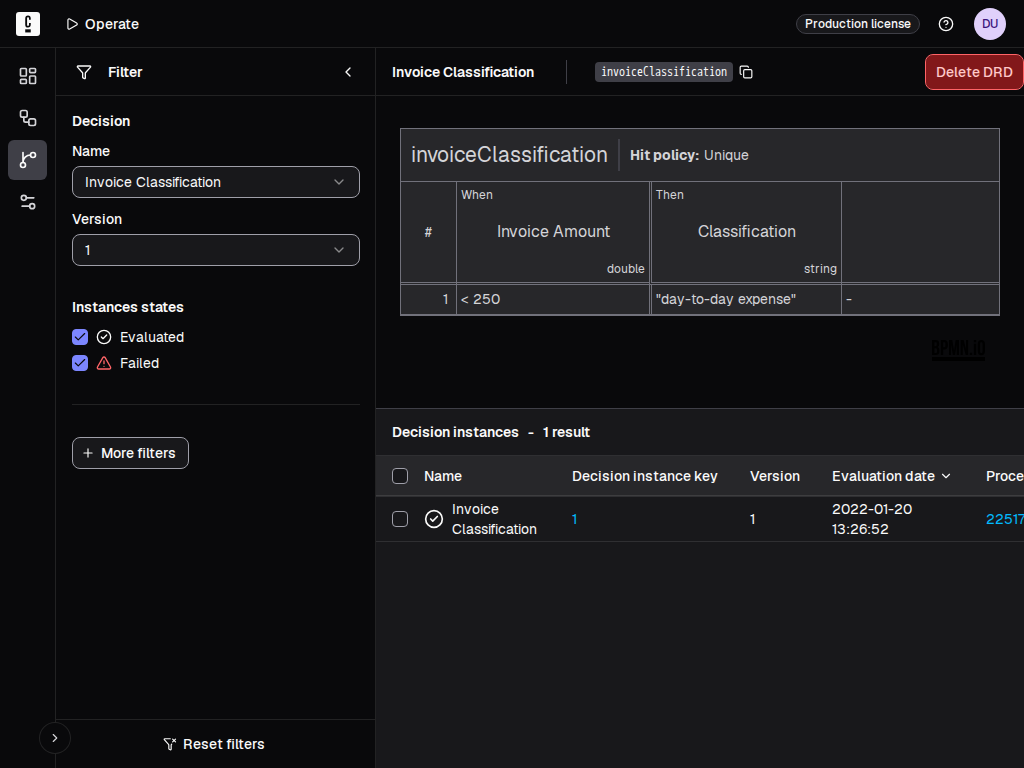 Operate
Production license
DU
Filter
Invoice Classification
invoiceClassification
Delete DRD
Decision
Name
Invoice Classification
Version
1
Instances states
Evaluated
Failed
More filters
Reset filters
invoiceClassification
Hit policy: Unique
When
Then
#
Invoice Amount
Classification
double
string
1
< 250
"day-to-day expense"
-
BPMN.iO
Decision instances - 1 result
Name
Decision instance key
Version
Evaluation date
Proce
Invoice
Classification
1
1
2022-01-20
13:26:52
22517